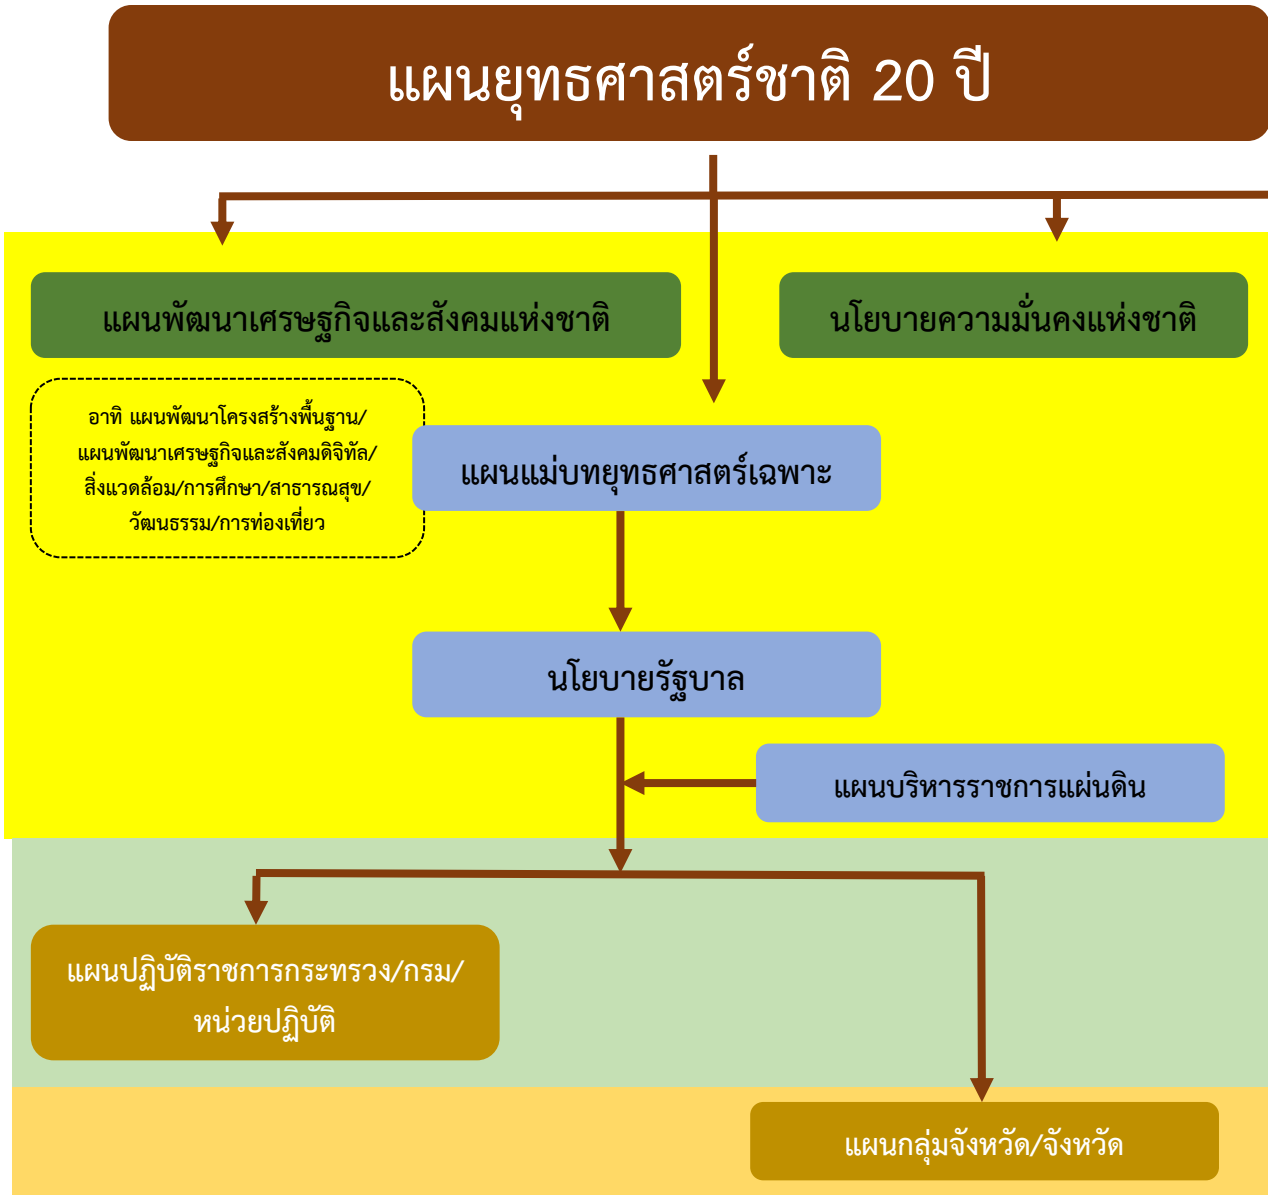 แผนยุทธศาสตร์ชาติ 20 ปี
แผนพัฒนาเศรษฐกิจและสังคมแห่งชาติ
นโยบายความมั่นคงแห่งชาติ
อาทิ แผนพัฒนาโครงสร้างพื้นฐาน/
แผนพัฒนาเศรษฐกิจและสังคมดิจิทัล/
สิ่งแวดล้อม/การศึกษา/สาธารณสุข/
วัฒนธรรม/การท่องเที่ยว
แผนแม่บทยุทธศาสตร์เฉพาะ
นโยบายรัฐบาล
แผนบริหารราชการแผ่นดิน
แผนปฏิบัติราชการกระทรวง/กรม/
หน่วยปฏิบัติ
แผนกลุ่มจังหวัด/จังหวัด